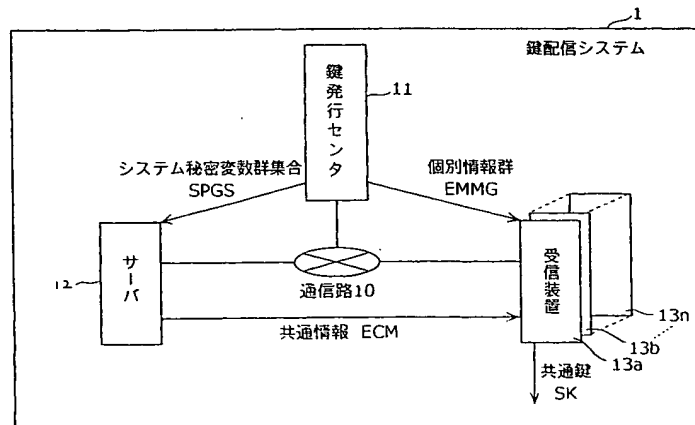 1
鍵配信システム
鍵発行センタ
11
システム秘密変数群集合
SPGS
個別情報群
EMMG
サーバ
12
通信路10
受信装置
13n
13b
13a
共通情報 ECM
共通鍵
SK